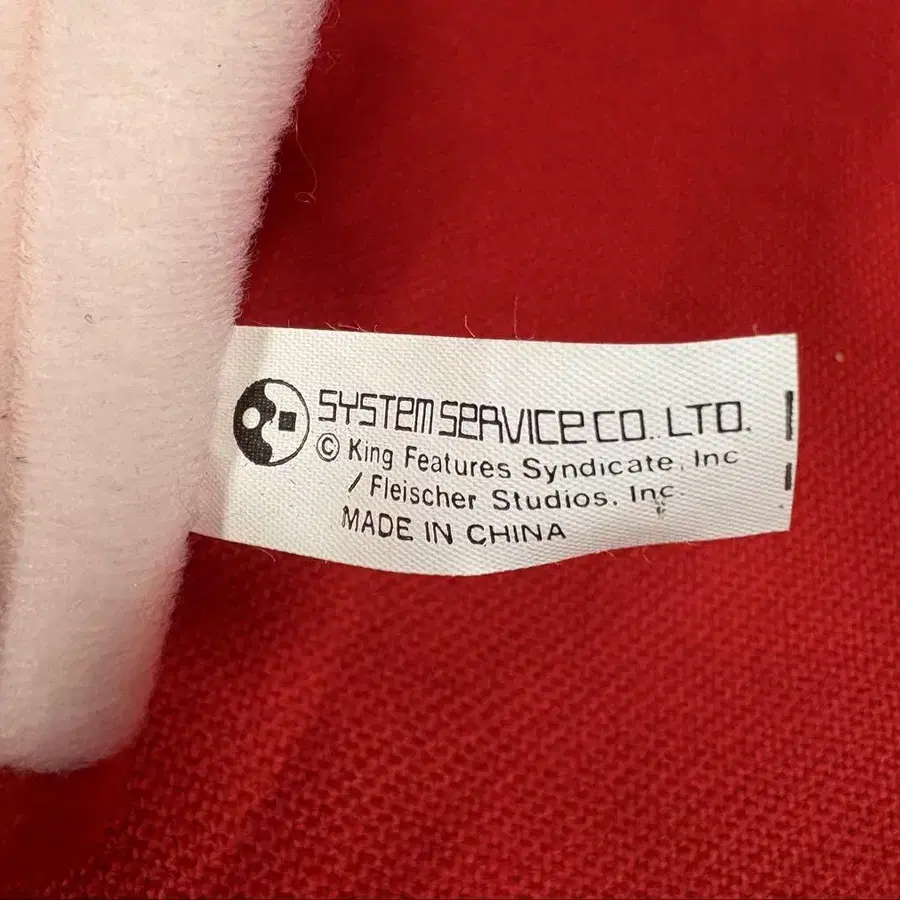 SYSTEM SERVICE CO., LTD.
© King Features Syndicate, Inc
/ Fleischer Studios, Inc.
MADE IN CHINA